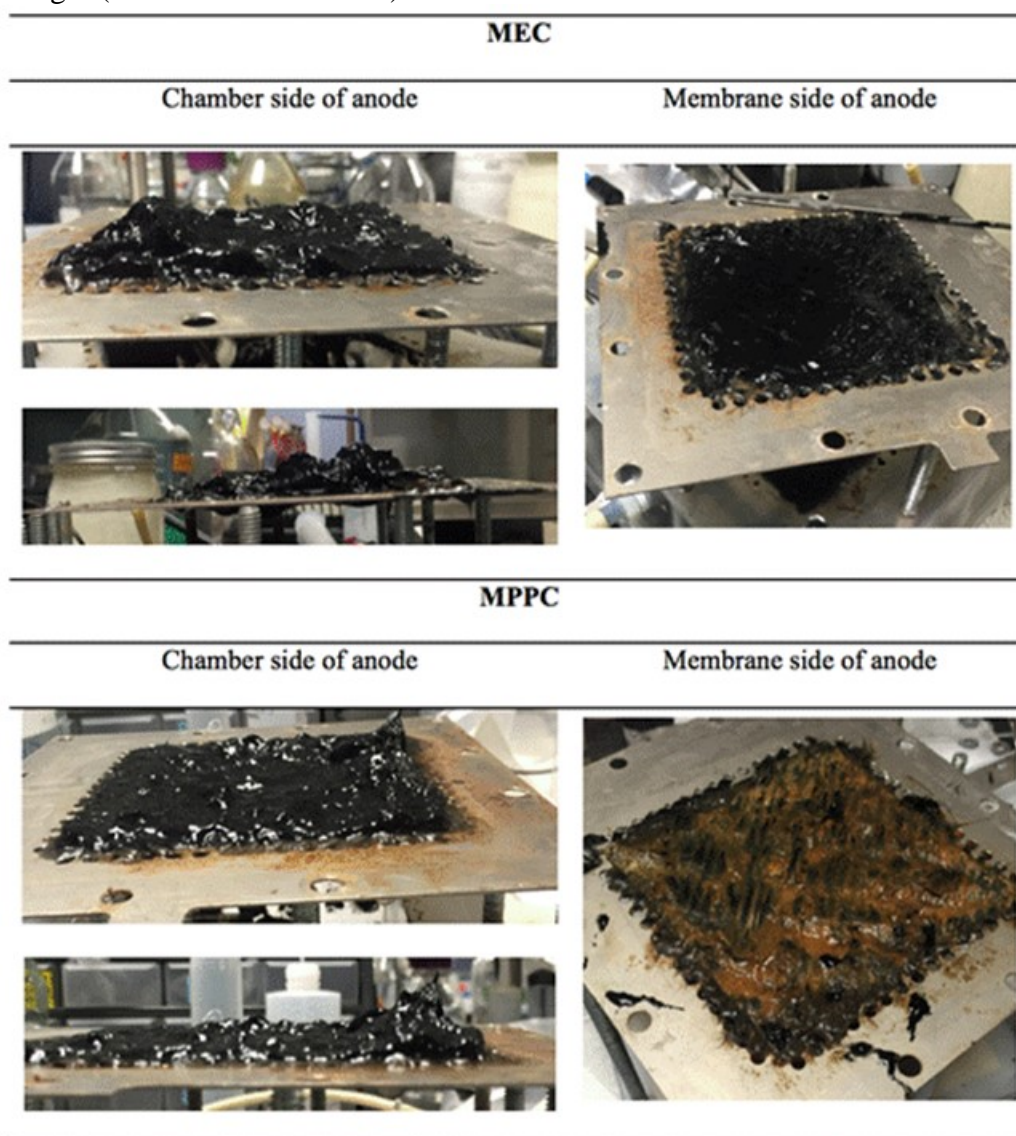 MEC
Chamber side of anode Membrane side of anode
MPPC
Chamber side of anode Membrane side of anode